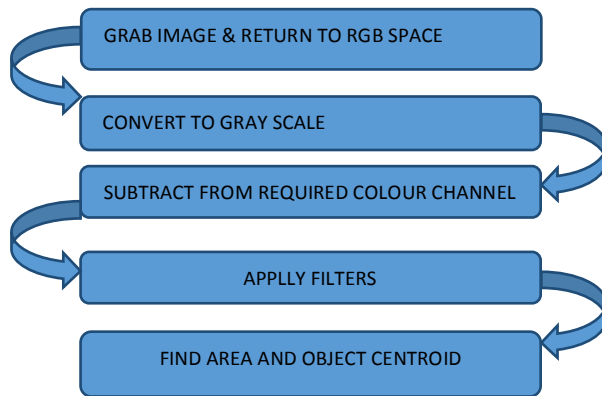 GRAB IMAGE & RETURN TO RGB SPACE
CONVERT TO GRAY SCALE
SUBTRACT FROM REQUIRED COLOUR CHANNEL
APPLLY FILTERS
FIND AREA AND OBJECT CENTROID